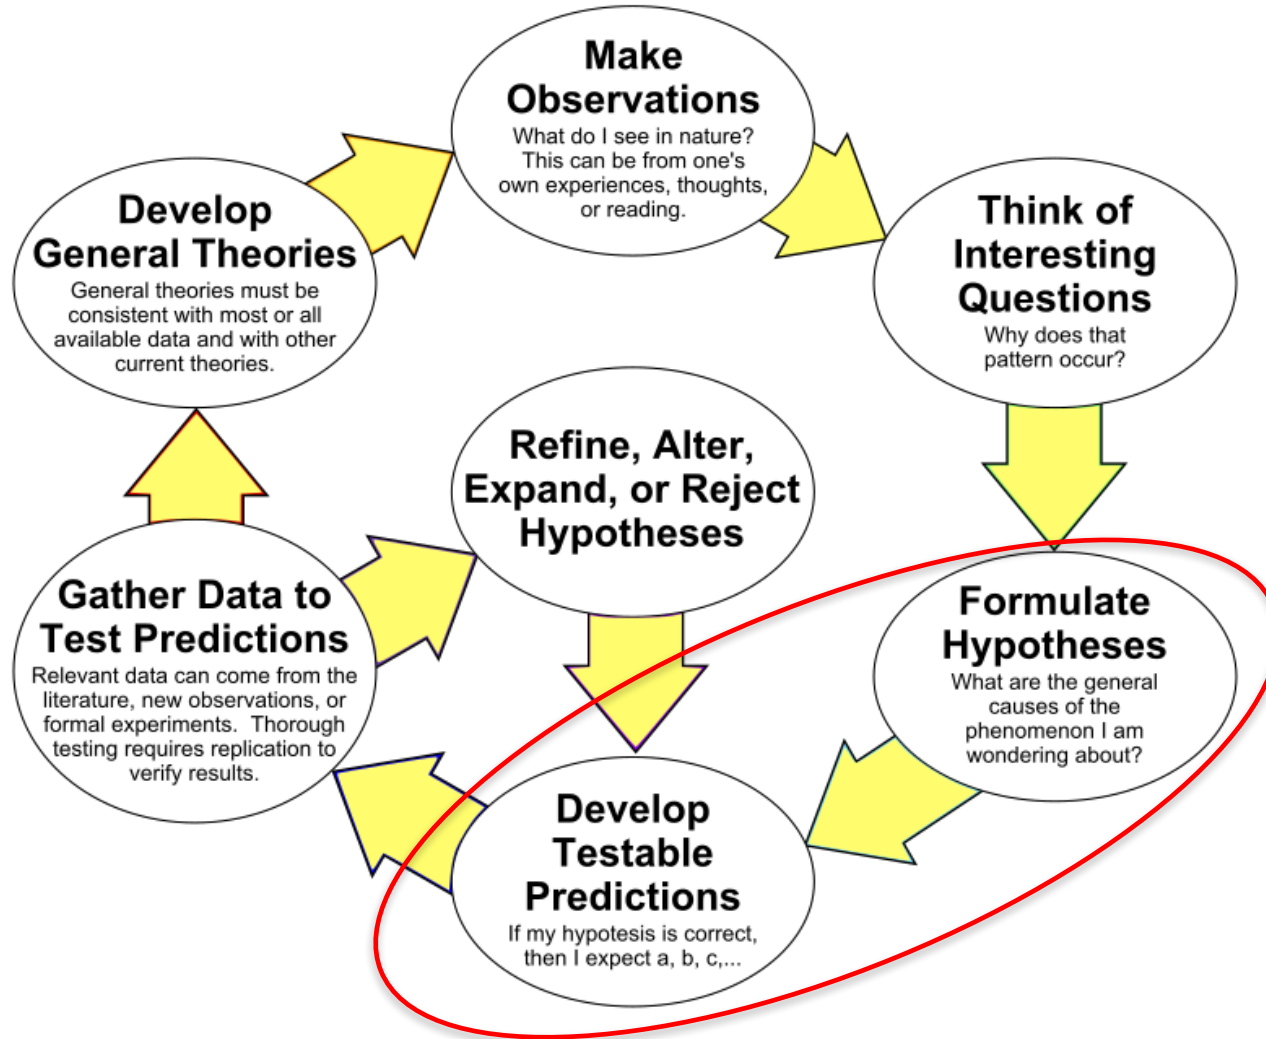 Make
Observations
What do I see in nature?
This can be from one's
own experiences, thoughts,
or reading.
Think of
Interesting
Questions
Why does that
pattern occur?
Formulate
Hypotheses
What are the general
causes of the
phenomenon I am
wondering about?
Develop
Testable
Predictions
If my hypotesis is correct,
then I expect a, b, c,...
Gather Data to
Test Predictions
Relevant data can come from the
literature, new observations, or
formal experiments.  Thorough
testing requires replication to
verify results.
Refine, Alter,
Expand, or Reject
Hypotheses
Develop
General Theories
General theories must be
consistent with most or all
available data and with other
current theories.